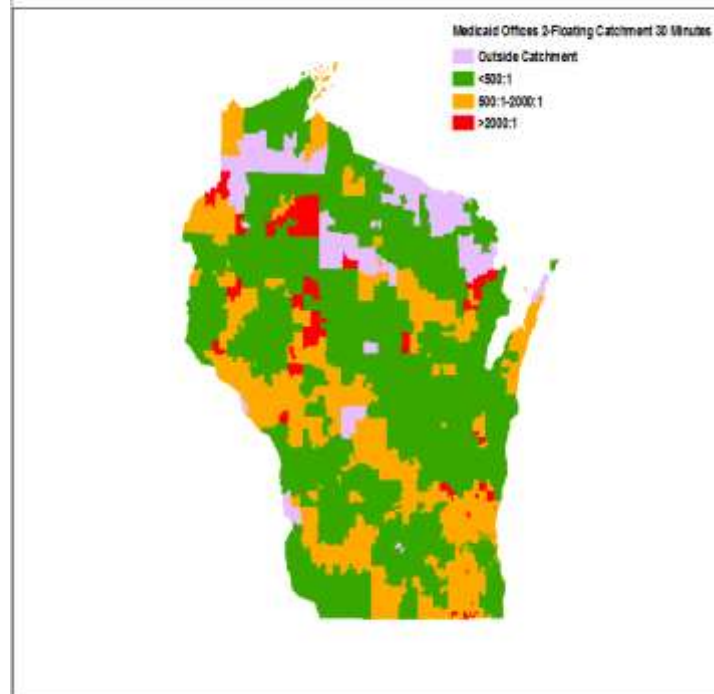 Medicaid Offices 2-Floating Catchment 30 Minutes
Outside Catchment
<500:1
500:1-2000:1
>2000:1